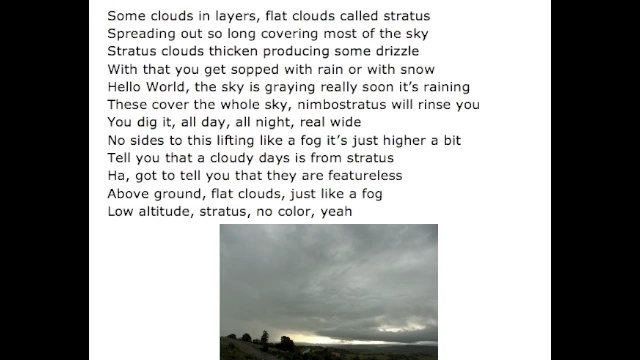 Some clouds in layers, flat clouds called stratus
Spreading out so long covering most of the sky
Stratus clouds thicken producing some drizzle
With that you get sopped with rain or with snow
Hello World, the sky is graying really soon it's raining
These cover the whole sky, nimbostratus will rinse you
You dig it, all day, all night, real wide
No sides to this lifting like a fog it's just higher a bit
Tell you that a cloudy days is from stratus
Ha, got to tell you that they are featureless
Above ground, flat clouds, just like a fog
Low altitude, stratus, no color, yeah